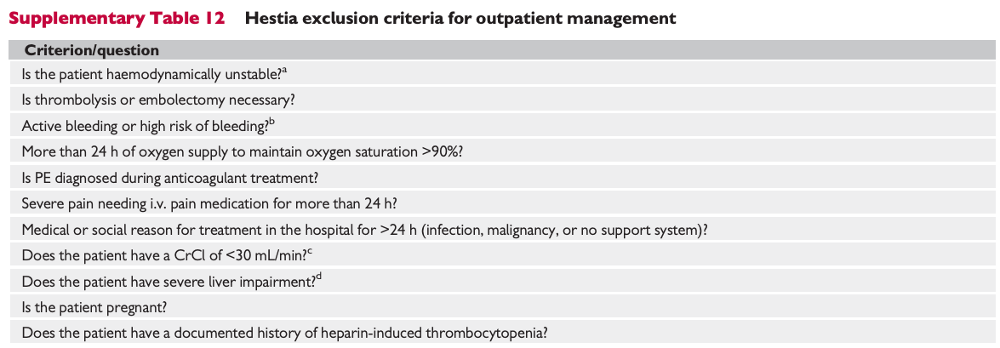 Supplementary Table 12 Hestia exclusion criteria for outpatient management
Criterion/question
Is the patient haemodynamically unstable?ᵃ
Is thrombolysis or embolectomy necessary?
Active bleeding or high risk of bleeding?ᵇ
More than 24 h of oxygen supply to maintain oxygen saturation >90%?
Is PE diagnosed during anticoagulant treatment?
Severe pain needing i.v. pain medication for more than 24 h?
Medical or social reason for treatment in the hospital for >24 h (infection, malignancy, or no support system)?
Does the patient have a CrCl of <30 mL/min?ᶜ
Does the patient have severe liver impairment?ᵈ
Is the patient pregnant?
Does the patient have a documented history of heparin-induced thrombocytopenia?